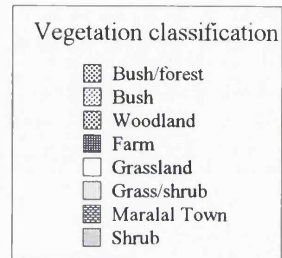 Vegetation classification
Bush/forest
Bush
Woodland
Farm
Grassland
Grass/shrub
Maralal Town
Shrub